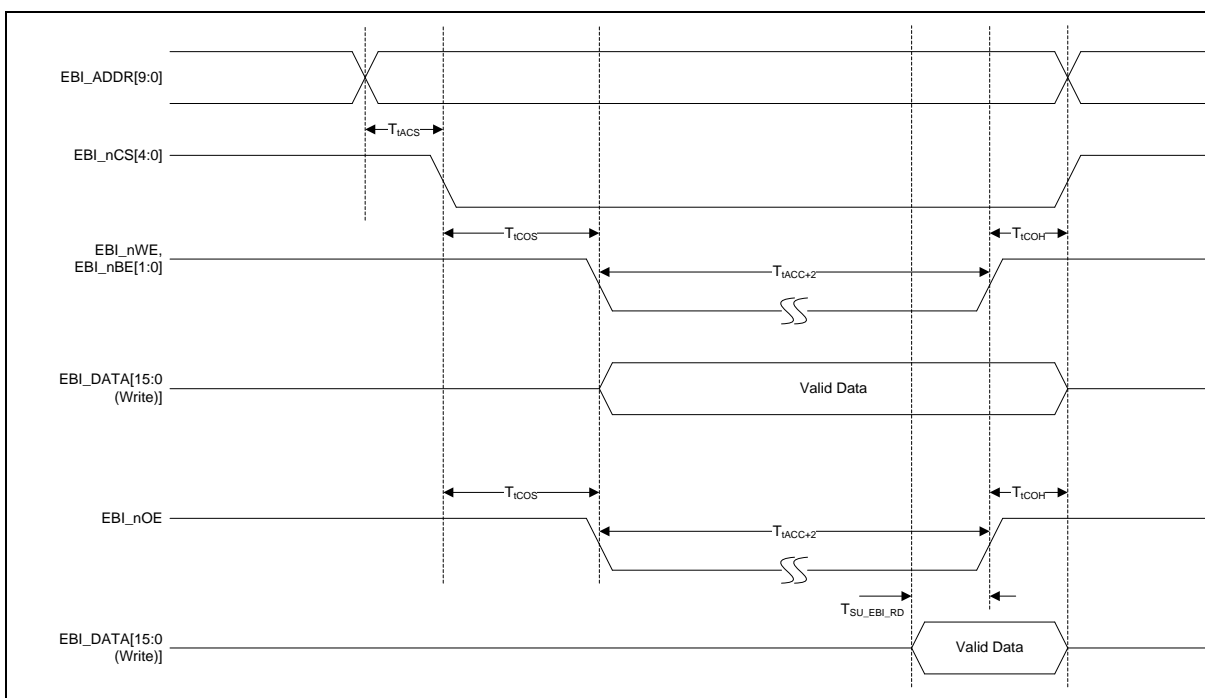 EBI_ADDR[9:0]
TtACS
EBI_nCS[4:0]
TtCOS
TtCOH
EBI_nWE,
EBI_nBE[1:0]
TtACC+2
EBI_DATA[15:0
(Write)]
Valid Data
TtCOS
TtCOH
EBI_nOE
TtACC+2
TSU_EBI_RD
EBI_DATA[15:0
(Write)]
Valid Data